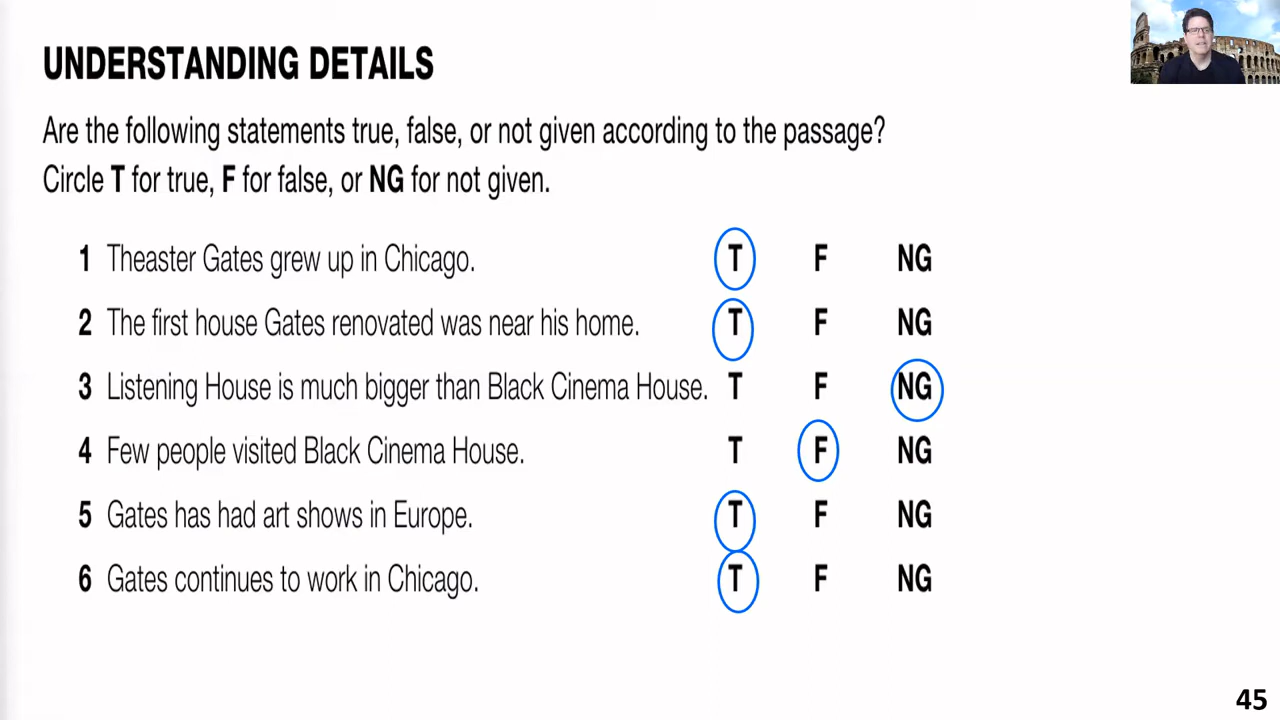 UNDERSTANDING DETAILS
Are the following statements true, false, or not given according to the passage?
Circle T for true, F for false, or NG for not given.
1 Theaster Gates grew up in Chicago. T F NG
2 The first house Gates renovated was near his home. T F NG
3 Listening House is much bigger than Black Cinema House. T F NG
4 Few people visited Black Cinema House. T F NG
5 Gates has had art shows in Europe. T F NG
6 Gates continues to work in Chicago. T F NG
45